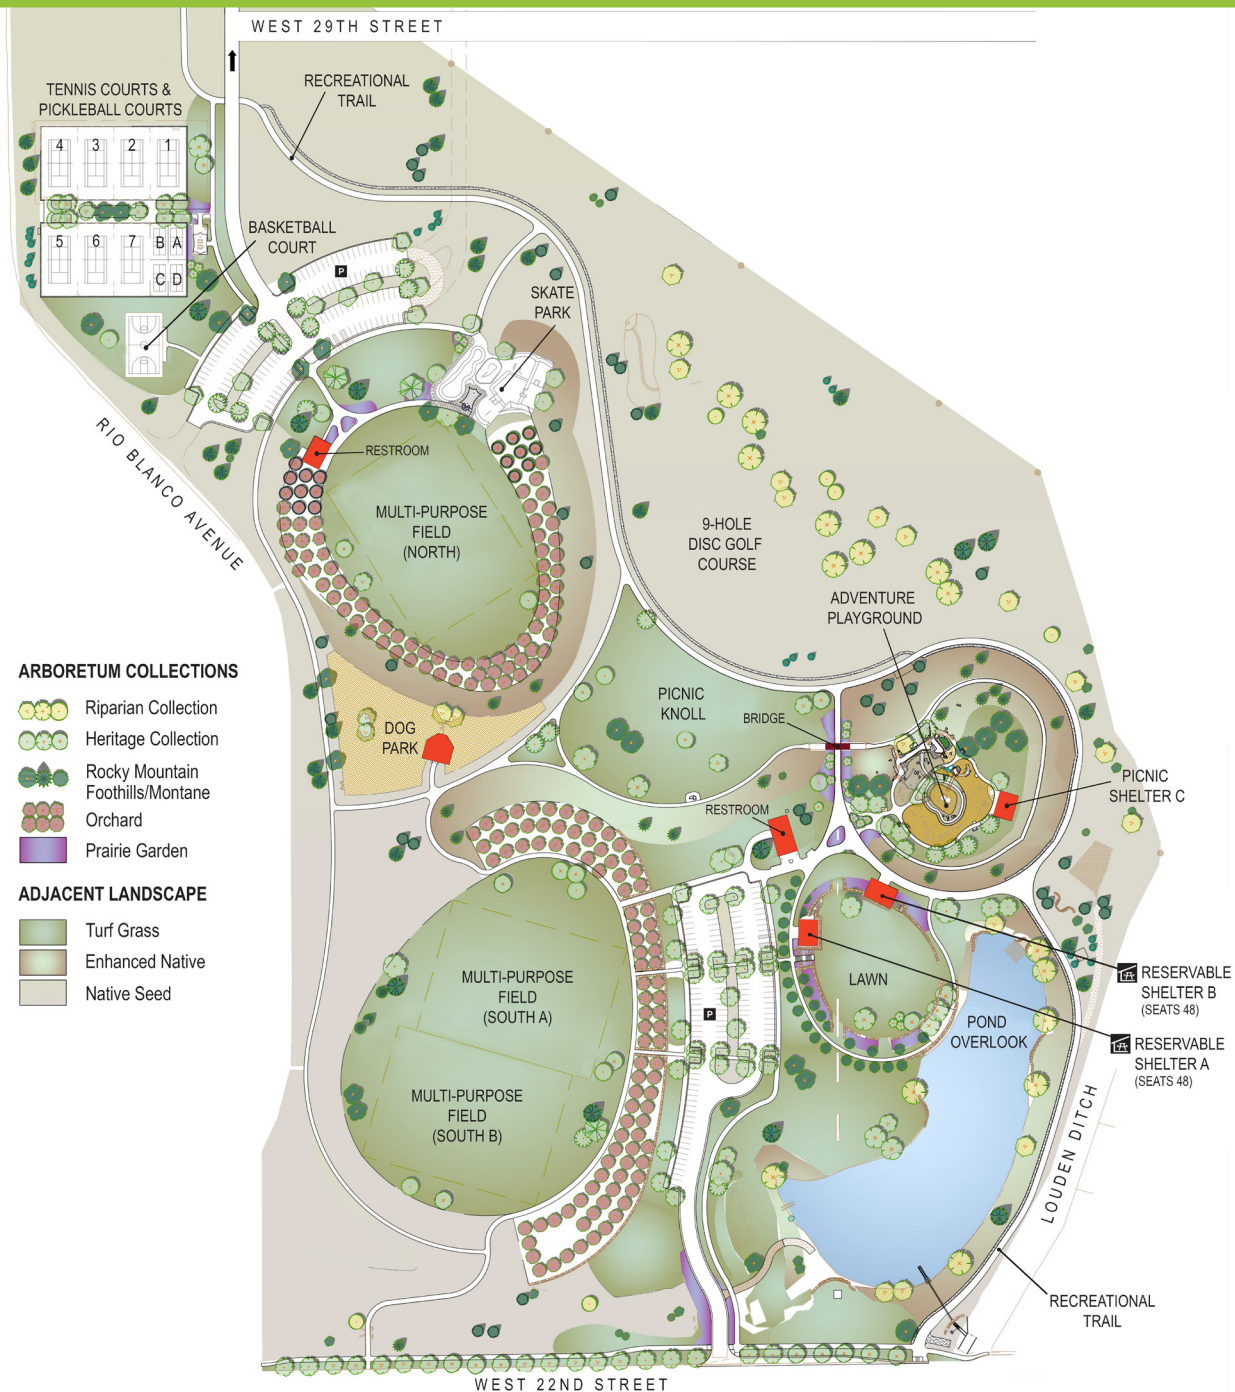 WEST 29TH STREET
RECREATIONAL
TRAIL
TENNIS COURTS &
PICKLEBALL COURTS
4 3 2 1
5 6 7 B A
C D
BASKETBALL
COURT
P
SKATE
PARK
RIO BLANCO AVENUE
RESTROOM
MULTI-PURPOSE
FIELD
(NORTH)
9-HOLE
DISC GOLF
COURSE
ADVENTURE
PLAYGROUND
ARBORETUM COLLECTIONS
Riparian Collection
Heritage Collection
Rocky Mountain
Foothills/Montane
Orchard
Prairie Garden
ADJACENT LANDSCAPE
Turf Grass
Enhanced Native
Native Seed
PICNIC
KNOLL
DOG
PARK
BRIDGE
PICNIC
SHELTER C
RESTROOM
LAWN
MULTI-PURPOSE
FIELD
(SOUTH A)
P
POND
OVERLOOK
RESERVABLE
SHELTER B
(SEATS 48)
RESERVABLE
SHELTER A
(SEATS 48)
MULTI-PURPOSE
FIELD
(SOUTH B)
LOUDEN DITCH
RECREATIONAL
TRAIL
WEST 22ND STREET